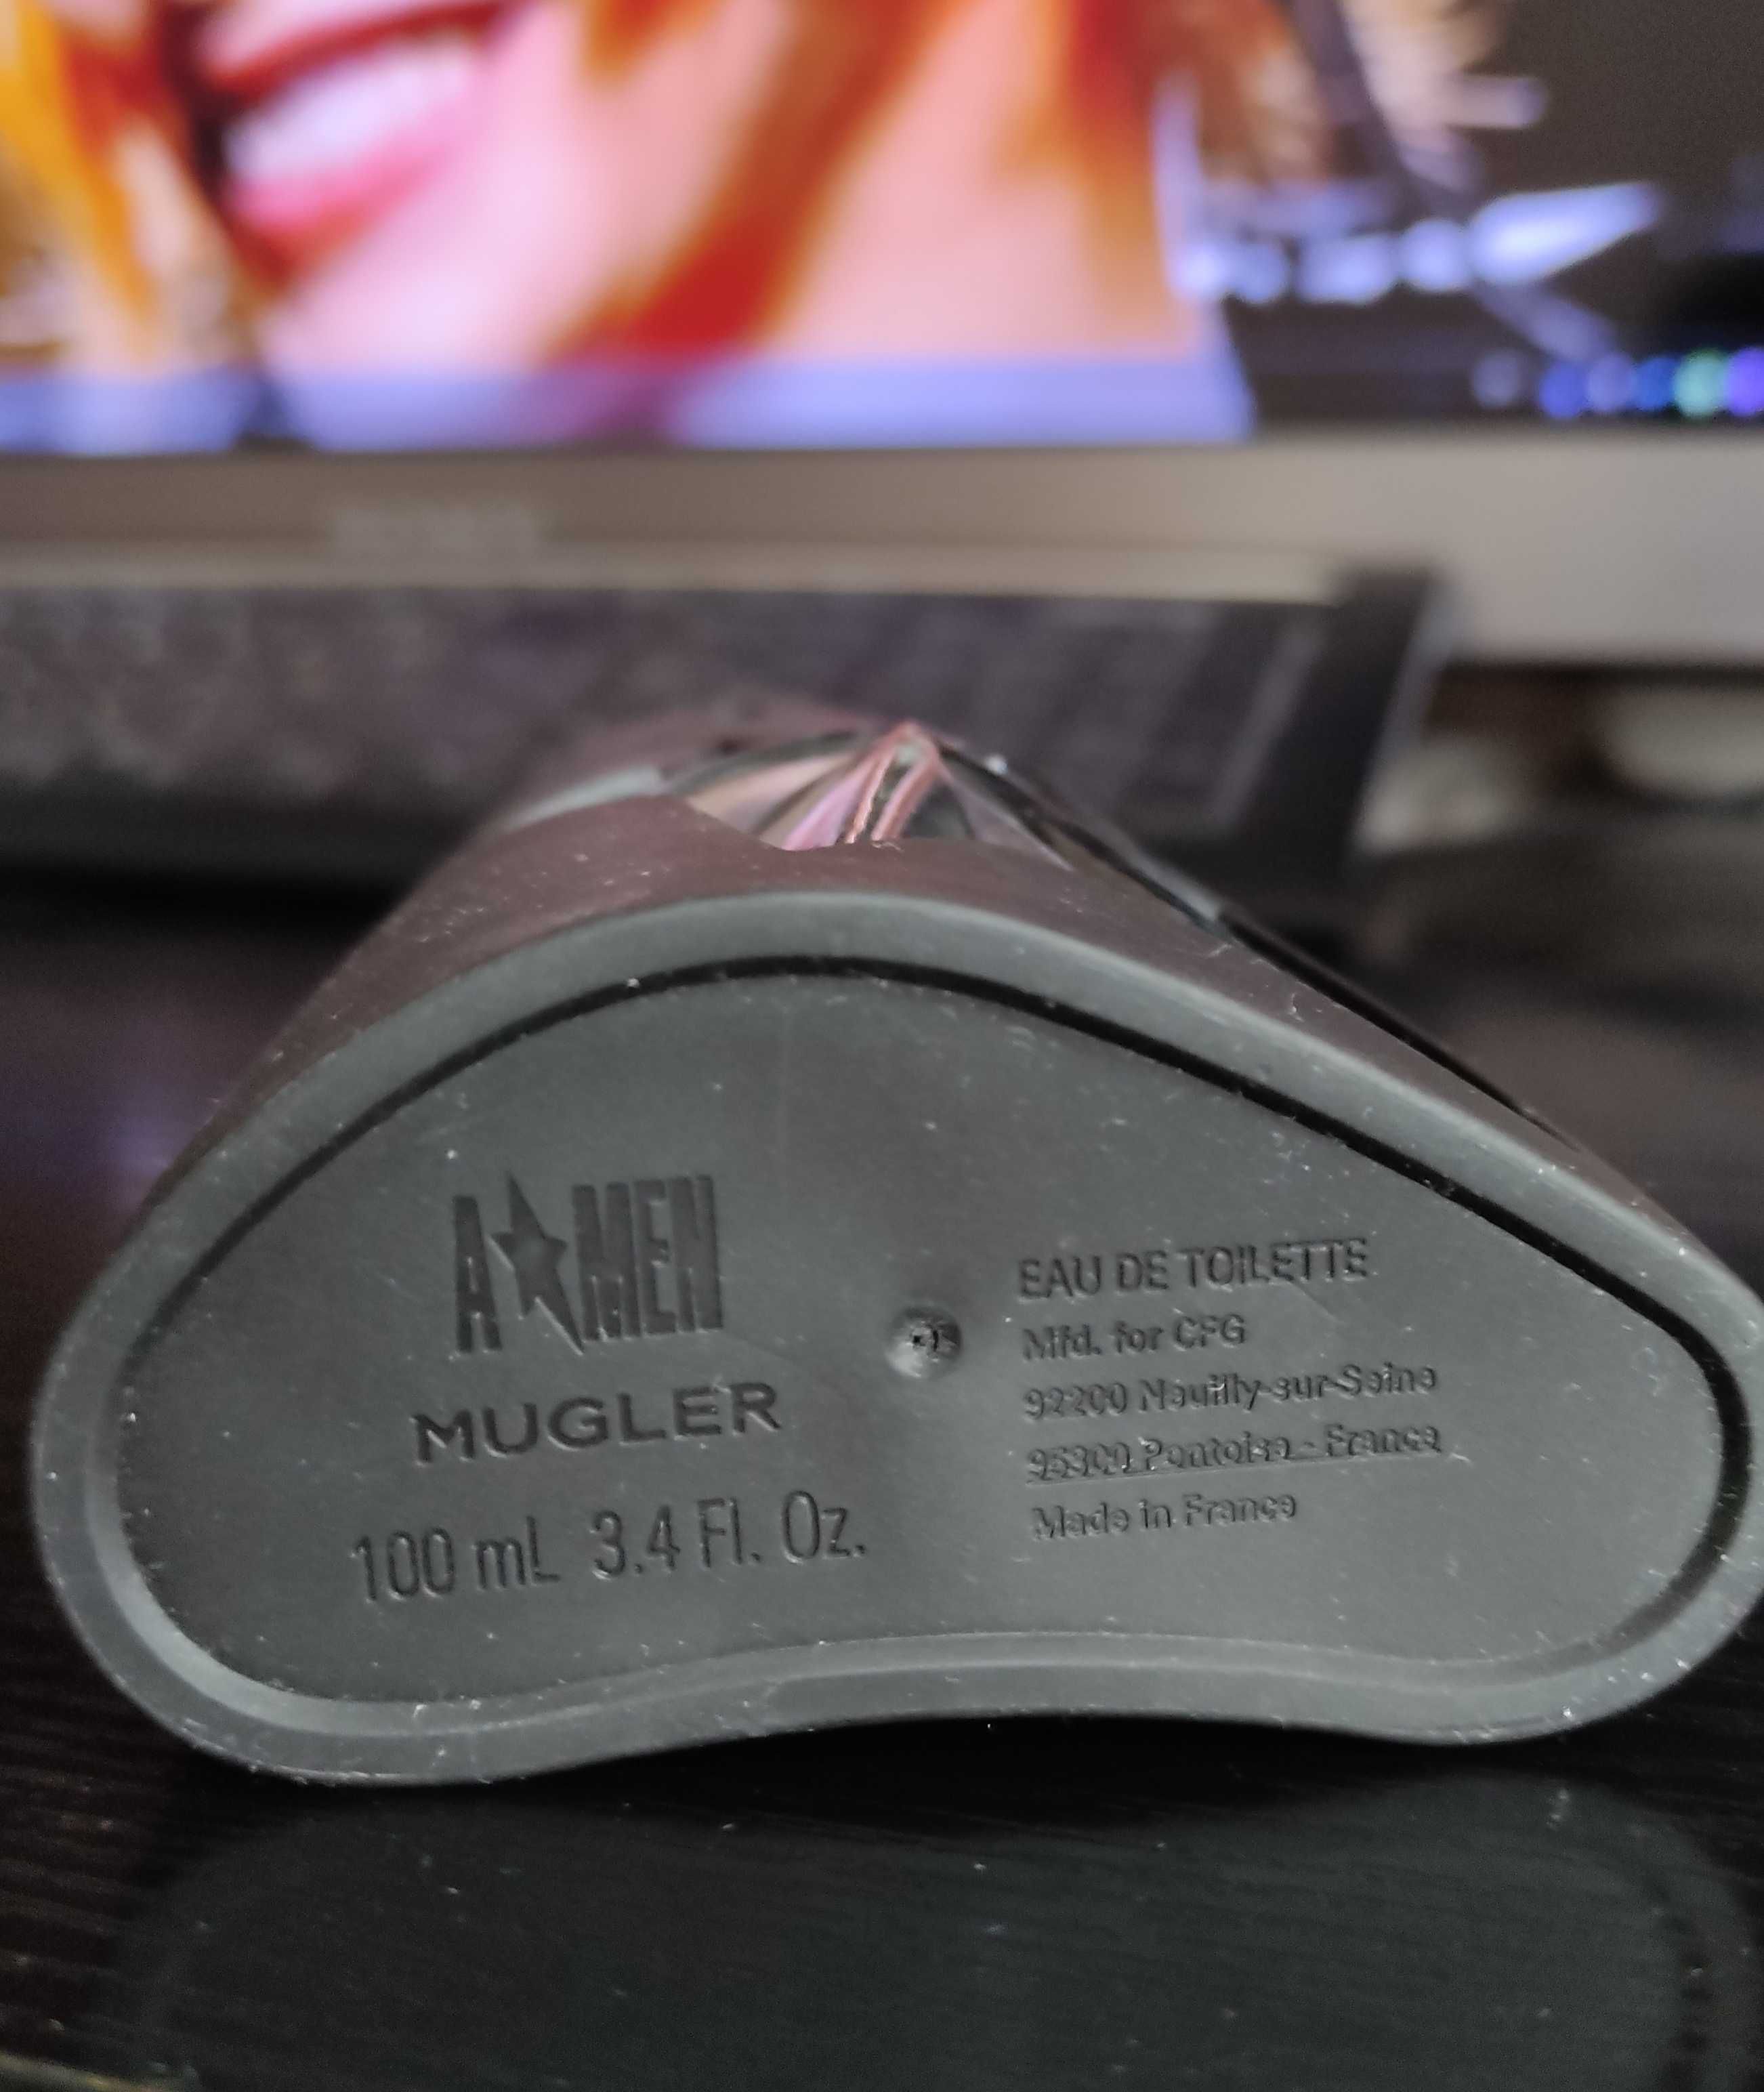 A★MEN
MUGLER
100 mL 3.4 Fl. Oz.
EAU DE TOILETTE
Mfd. for CFG
92200 Neuilly-sur-Seine
95300 Pontoise - France
Made in France